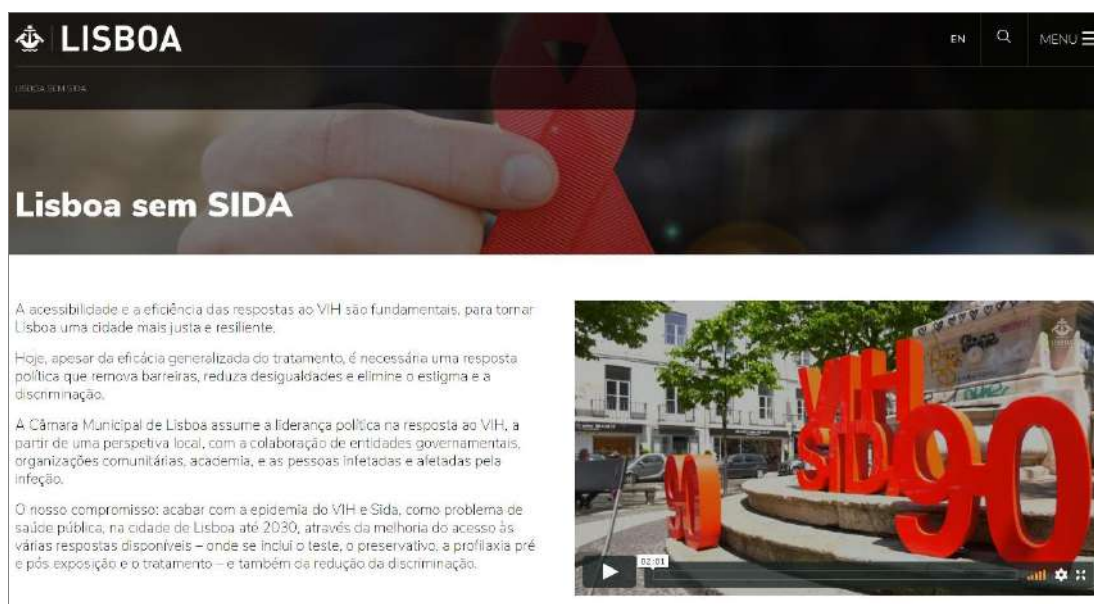 LISBOA
EN
MENU
LISBOA SEM SIDA
Lisboa sem SIDA
A acessibilidade e a eficiência das respostas ao VIH são fundamentais, para tornar
Lisboa uma cidade mais justa e resiliente.
Hoje, apesar da eficácia generalizada do tratamento, é necessária uma resposta
política que remova barreiras, reduza desigualdades e elimine o estigma e a
discriminação.
A Câmara Municipal de Lisboa assume a liderança política na resposta ao VIH, a
partir de uma perspetiva local, com a colaboração de entidades governamentais,
organizações comunitárias, academia, e as pessoas infetadas e afetadas pela
infeção.
O nosso compromisso: acabar com a epidemia do VIH e Sida, como problema de
saúde pública, na cidade de Lisboa até 2030, através da melhoria do acesso às
várias respostas disponíveis – onde se inclui o teste, o preservativo, a profilaxia pré
e pós exposição e o tratamento – e também da redução da discriminação.
VIH
SIDA
90
90
02:01